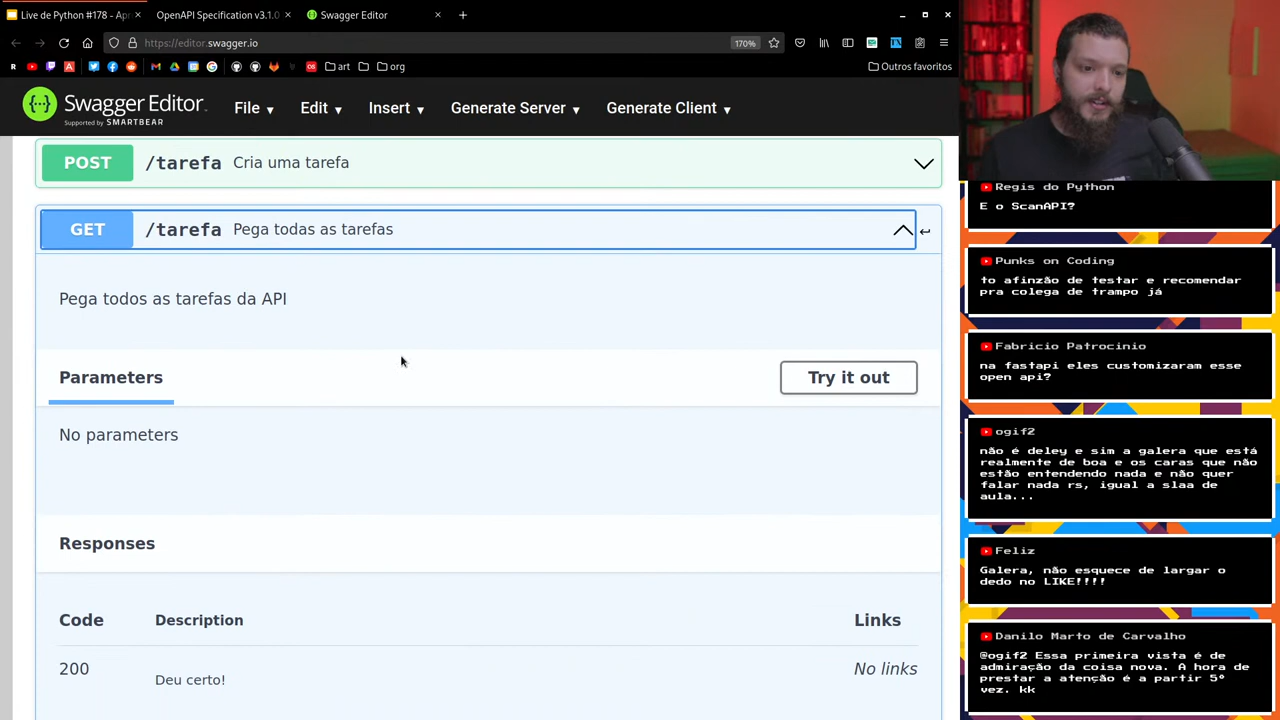 Live de Python #178 - Ap
OpenAPI Specification v3.1.0
Swagger Editor
https://editor.swagger.io
170%
R
art
org
Outros favoritos
Swagger Editor.
Supported by SMARTBEAR
File
Edit
Insert
Generate Server
Generate Client
POST
/tarefa
Cria uma tarefa
GET
/tarefa
Pega todas as tarefas
Pega todos as tarefas da API
Parameters
Try it out
No parameters
Responses
Code
Description
Links
200
Deu certo!
No links
Regis do Python
E o ScanAPI?
Punks on Coding
to afinzão de testar e recomendar
pra colega de trampo já
Fabricio Patrocinio
na fastapi eles customizaram esse
open api?
ogif2
não é deley e sim a galera que está
realmente de boa e os caras que não
estão entendendo nada e não quer
falar nada rs, igual a slaa de
aula...
Feliz
Galera, não esquece de largar o
dedo no LIKE!!!!
Danilo Marto de Carvalho
@ogif2 Essa primeira vista é de
admiração da coisa nova. A hora de
prestar a atenção é a partir 5º
vez. kk